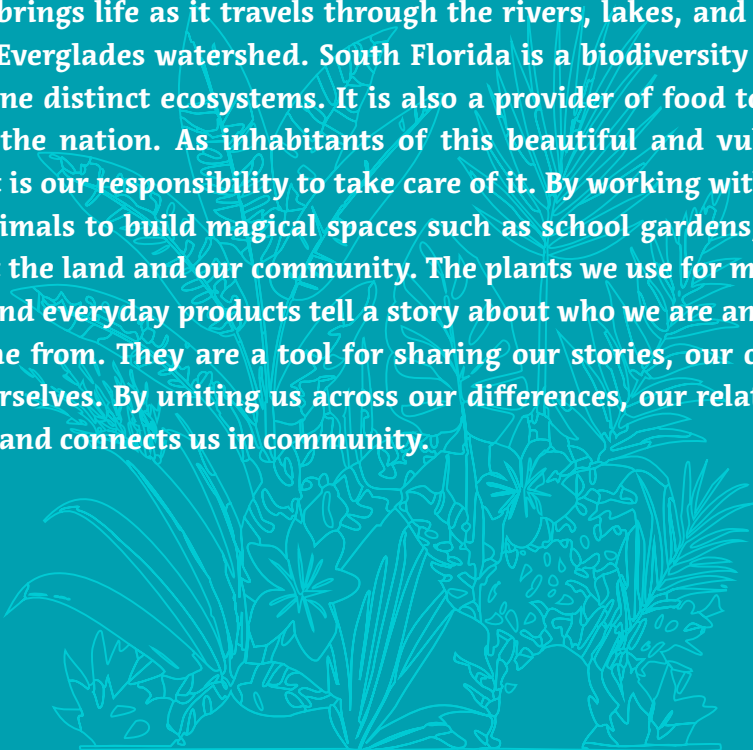 brings life as it travels through the rivers, lakes, and
Everglades watershed. South Florida is a biodiversity
ne distinct ecosystems. It is also a provider of food to
the nation. As inhabitants of this beautiful and vu
is our responsibility to take care of it. By working wit
imals to build magical spaces such as school gardens
the land and our community. The plants we use for m
nd everyday products tell a story about who we are an
e from. They are a tool for sharing our stories, our
rselves. By uniting us across our differences, our relat
and connects us in community.